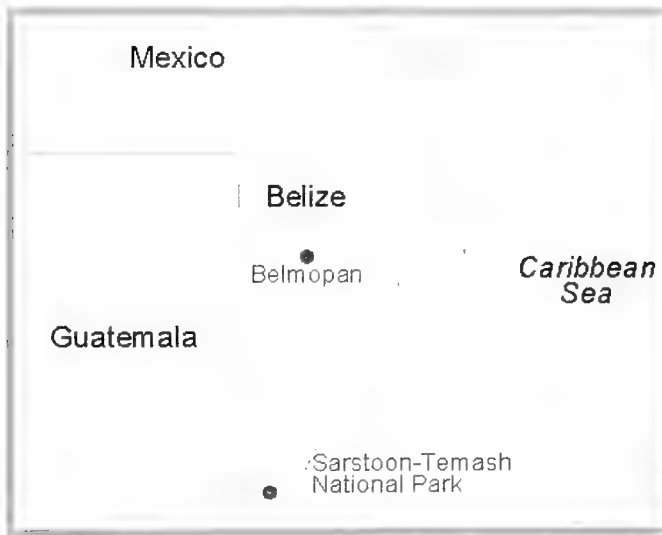 Mexico
Belize
Belmopan
Caribbean
Sea
Guatemala
Sarstoon-Temash
National Park